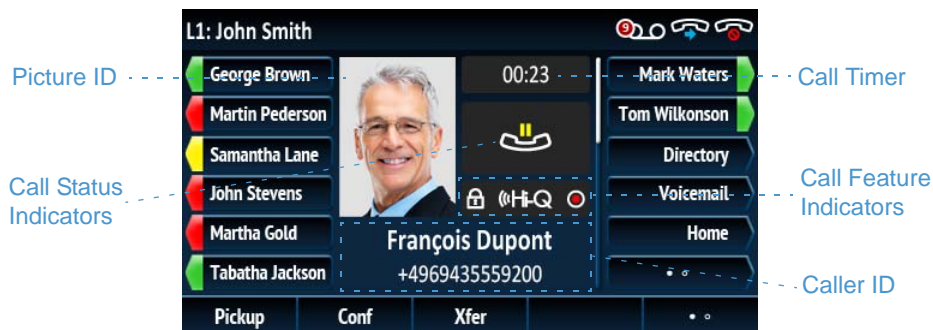 L1: John Smith
9
Picture ID
George Brown
00:23
Mark Waters
Call Timer
Martin Pederson
Tom Wilkonson
Samantha Lane
Directory
Call Status
Indicators
John Stevens
Hi-Q
Voicemail
Call Feature
Indicators
Martha Gold
François Dupont
Home
Tabatha Jackson
+4969435559200
Caller ID
Pickup
Conf
Xfer